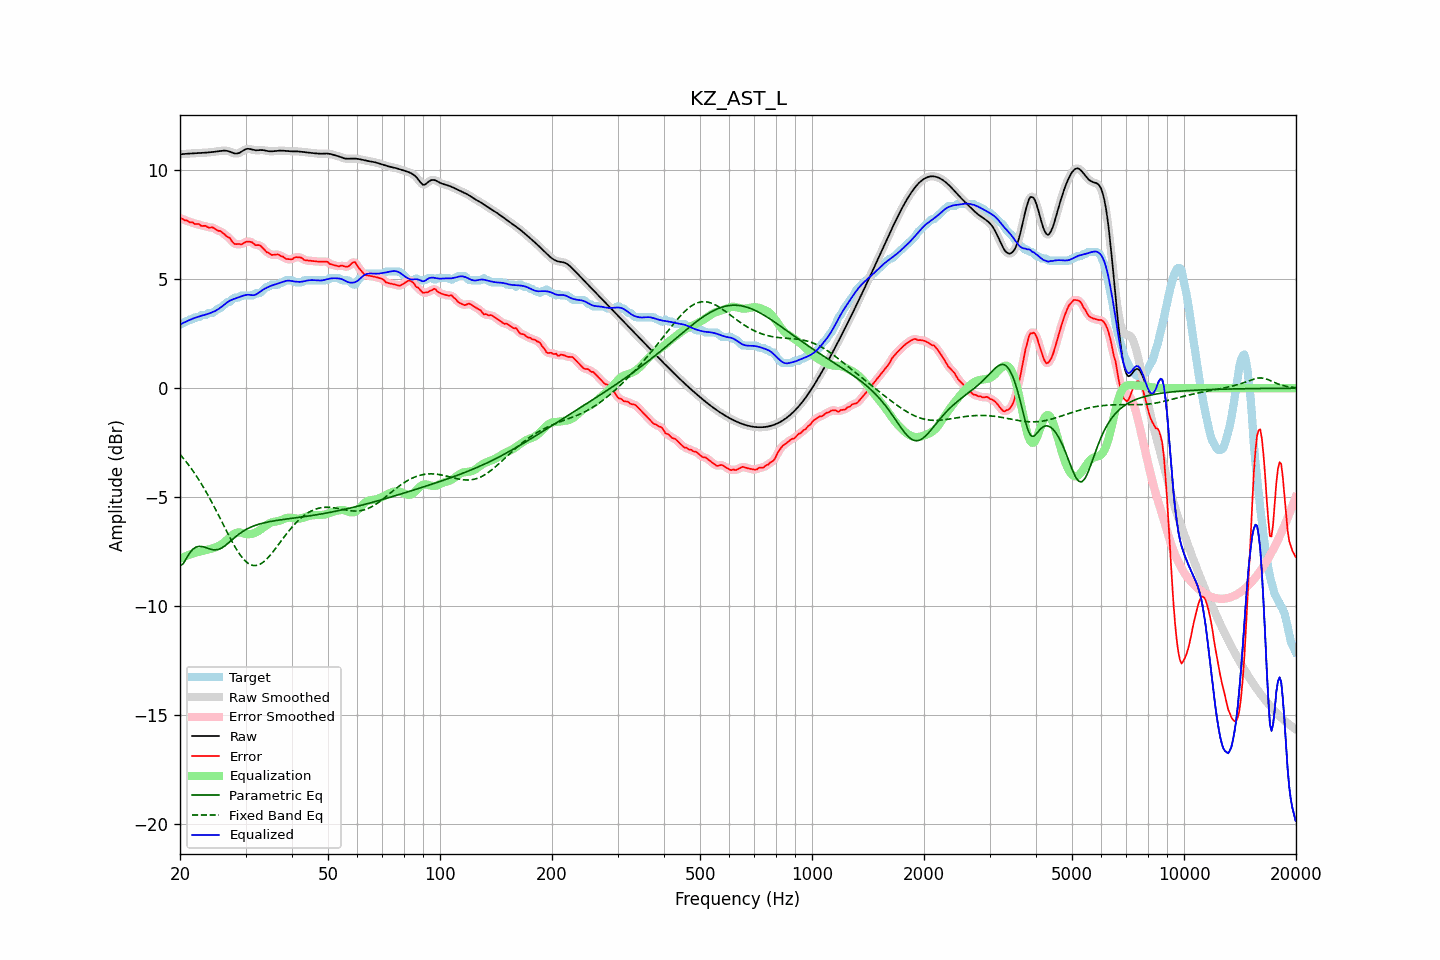 KZ_AST_L
Amplitude (dBr)
10
5
0
−5
−10
−15
−20
Target
Raw Smoothed
Error Smoothed
Raw
Error
Equalization
Parametric Eq
Fixed Band Eq
Equalized
20 50 100 200 500 1000 2000 5000 10000 20000
Frequency (Hz)